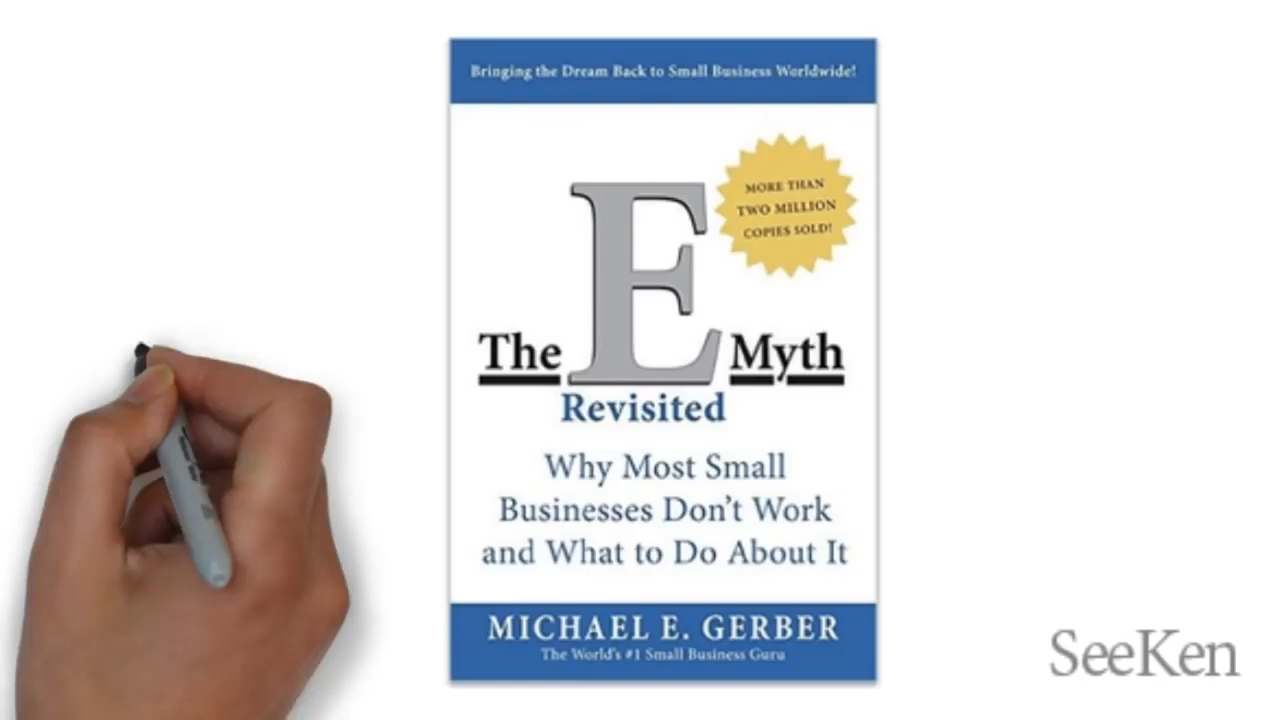 Bringing the Dream Back to Small Business Worldwide!
MORE THAN
TWO MILLION
COPIES SOLD!
The E Myth
Revisited
Why Most Small
Businesses Don't Work
and What to Do About It
MICHAEL E. GERBER
The World's #1 Small Business Guru
SeeKen